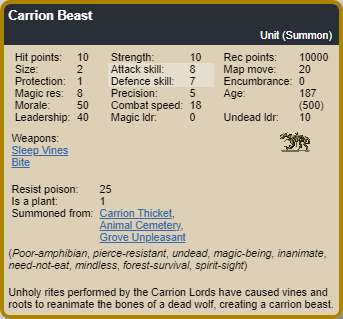 Carrion Beast
Unit (Summon)
Hit points: 10 Strength: 10 Rec points: 10000
Size: 2 Attack skill: 8 Map move: 20
Protection: 1 Defence skill: 7 Encumbrance: 0
Magic res: 8 Precision: 5 Age: 187
Morale: 50 Combat speed: 18 (500)
Leadership: 40 Magic ldr: 0 Undead ldr: 10
Weapons:
Sleep Vines
Bite
Resist poison: 25
Is a plant: 1
Summoned from: Carrion Thicket,
Animal Cemetery,
Grove Unpleasant
(Poor-amphibian, pierce-resistant, undead, magic-being, inanimate,
need-not-eat, mindless, forest-survival, spirit-sight)
Unholy rites performed by the Carrion Lords have caused vines and
roots to reanimate the bones of a dead wolf, creating a carrion beast.